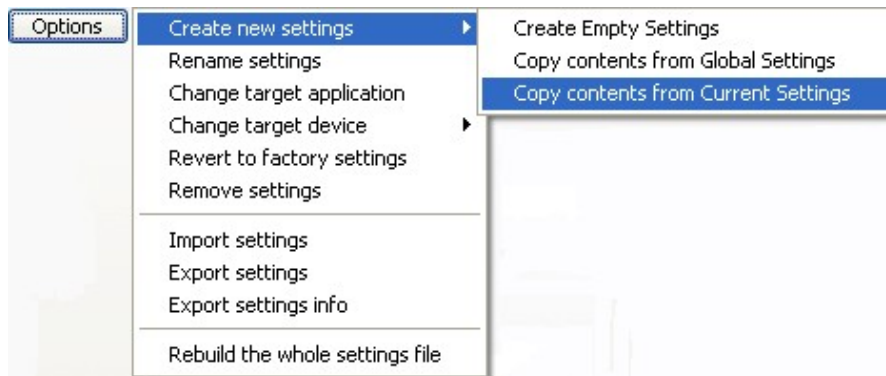 Options
Create new settings
Rename settings
Change target application
Change target device
Revert to factory settings
Remove settings
Import settings
Export settings
Export settings info
Rebuild the whole settings file
Create Empty Settings
Copy contents from Global Settings
Copy contents from Current Settings